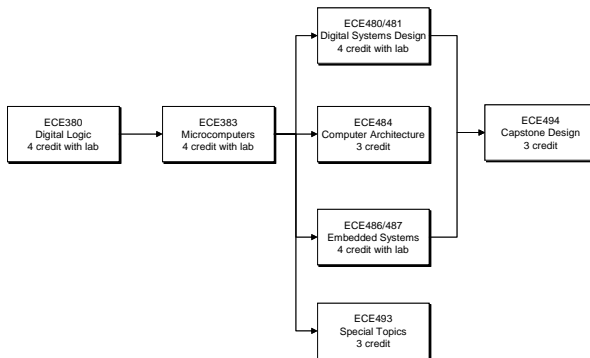 ECE380
Digital Logic
4 credit with lab
ECE383
Microcomputers
4 credit with lab
ECE480/481
Digital Systems Design
4 credit with lab
ECE484
Computer Architecture
3 credit
ECE486/487
Embedded Systems
4 credit with lab
ECE493
Special Topics
3 credit
ECE494
Capstone Design
3 credit